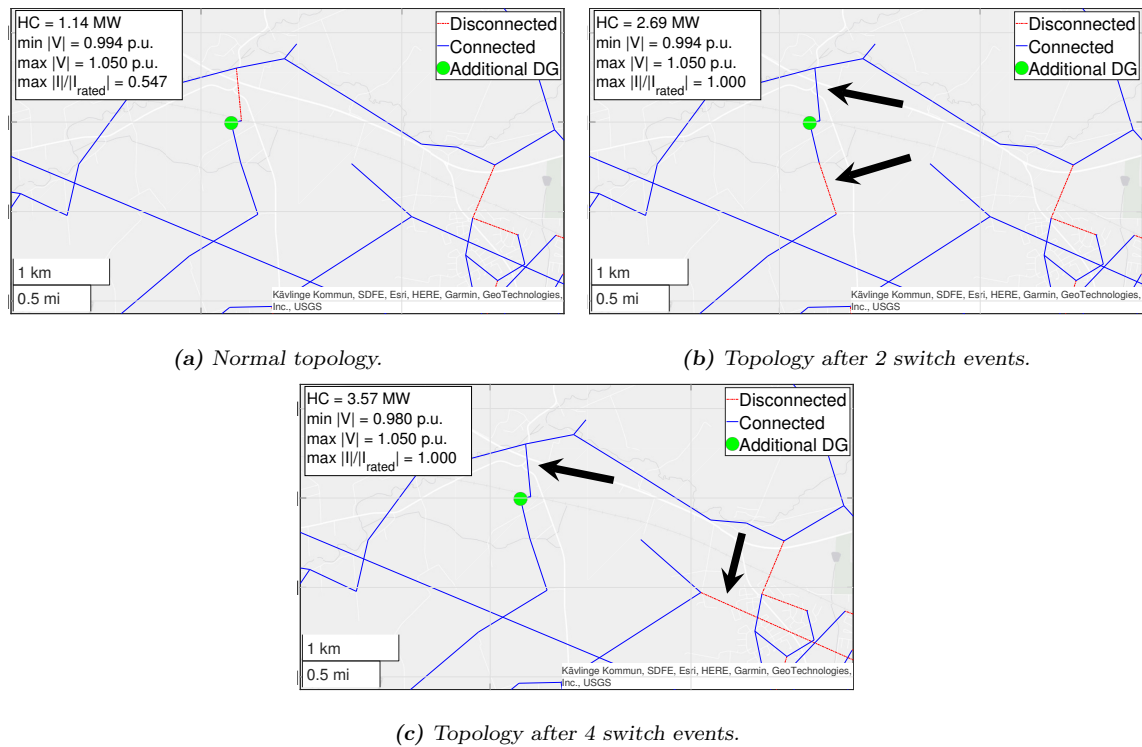 HC = 1.14 MW
min |V| = 0.994 p.u.
max |V| = 1.050 p.u.
max |I|/|I_rated| = 0.547
Disconnected
Connected
Additional DG
1 km
0.5 mi
Kävlinge Kommun, SDFE, Esri, HERE, Garmin, GeoTechnologies,
Inc., USGS
(a) Normal topology.
HC = 2.69 MW
min |V| = 0.994 p.u.
max |V| = 1.050 p.u.
max |I|/|I_rated| = 1.000
Disconnected
Connected
Additional DG
1 km
0.5 mi
Kävlinge Kommun, SDFE, Esri, HERE, Garmin, GeoTechnologies,
Inc., USGS
(b) Topology after 2 switch events.
HC = 3.57 MW
min |V| = 0.980 p.u.
max |V| = 1.050 p.u.
max |I|/|I_rated| = 1.000
Disconnected
Connected
Additional DG
1 km
0.5 mi
Kävlinge Kommun, SDFE, Esri, HERE, Garmin, GeoTechnologies,
Inc., USGS
(c) Topology after 4 switch events.